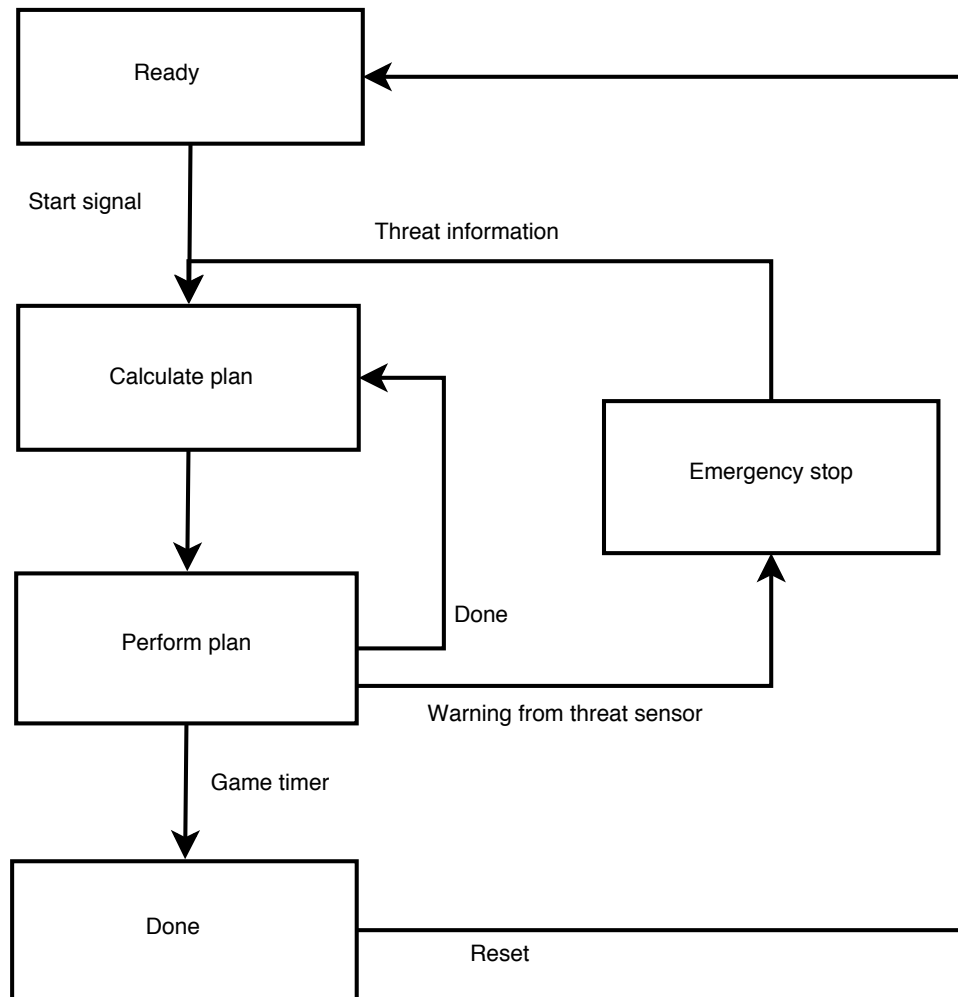 Ready
Start signal
Threat information
Calculate plan
Emergency stop
Done
Perform plan
Warning from threat sensor
Game timer
Done
Reset